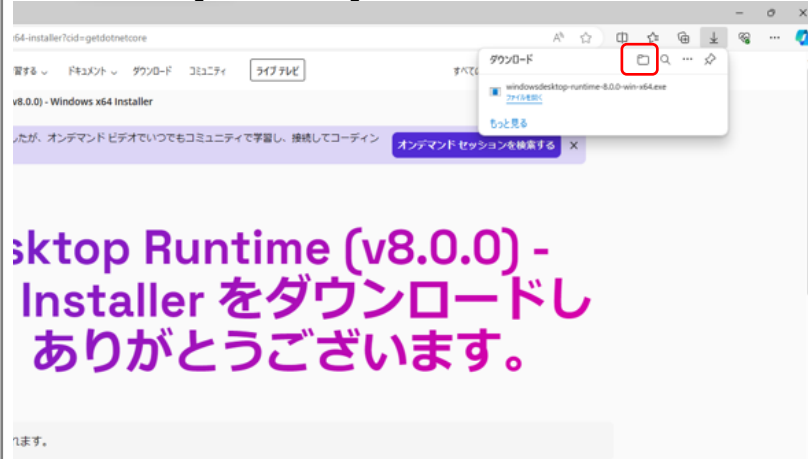 64-installer?cid=getdotnetcore
習する ドキュメント ダウンロード コミュニティ ライブ テレビ すべての
v8.0.0) - Windows x64 Installer
ダウンロード
windowsdesktop-runtime-8.0.0-win-x64.exe
ファイルを開く
もっと見る
したが、オンデマンド ビデオでいつでもコミュニティで学習し、接続してコーディン
オンデマンド セッションを検索する ×
sktop Runtime (v8.0.0) -
Installer をダウンロードし
ありがとうございます。
れます。